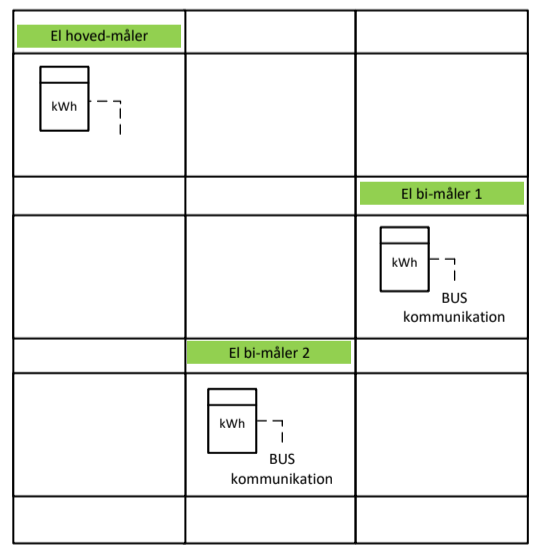 El hoved-måler
kWh
El bi-måler 1
kWh
BUS
kommunikation
El bi-måler 2
kWh
BUS
kommunikation